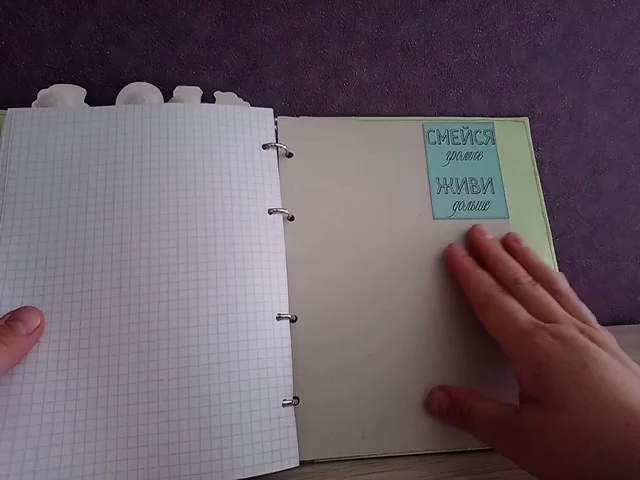 СМЕЙСЯ
громче
ЖИВИ
дольше